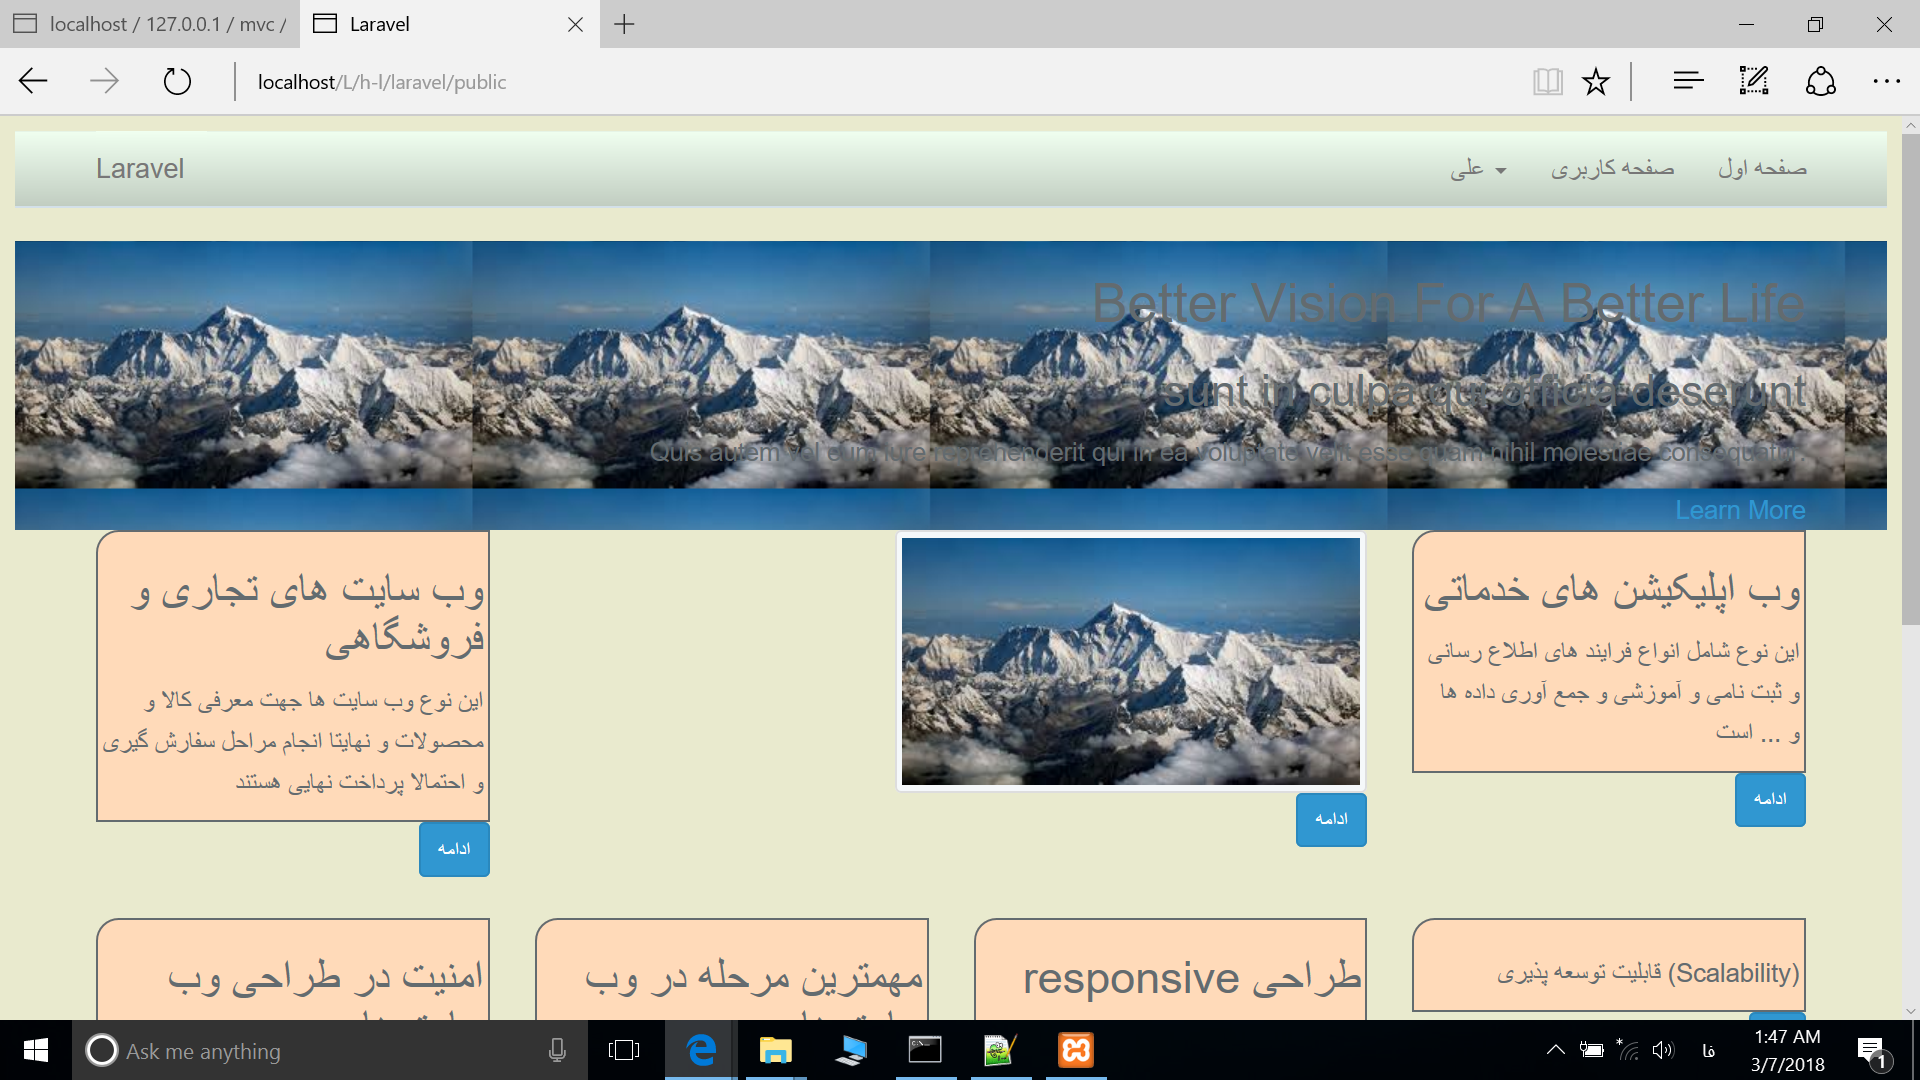 localhost / 127.0.0.1 / mvc /
Laravel
localhost/L/h-l/laravel/public
Laravel
صفحه اول
صفحه کاربری
علی
Better Vision For A Better Life
sunt in culpa qui officia deserunt
Quis autem vel eum iure reprehenderit qui in ea voluptate velit esse quam nihil molestiae consequatur.
Learn More
وب اپلیکیشن های خدماتی
این نوع شامل انواع فرایند های اطلاع رسانی
و ثبت نامی و آموزشی و جمع آوری داده ها
و ... است
ادامه
ادامه
وب سایت های تجاری و
فروشگاهی
این نوع وب سایت ها جهت معرفی کالا و
محصولات و نهایتا انجام مراحل سفارش گیری
و احتمالا پرداخت نهایی هستند
ادامه
(Scalability) قابلیت توسعه پذیری
طراحی responsive
مهمترین مرحله در وب
امنیت در طراحی وب
Ask me anything
فا
1:47 AM
3/7/2018
1